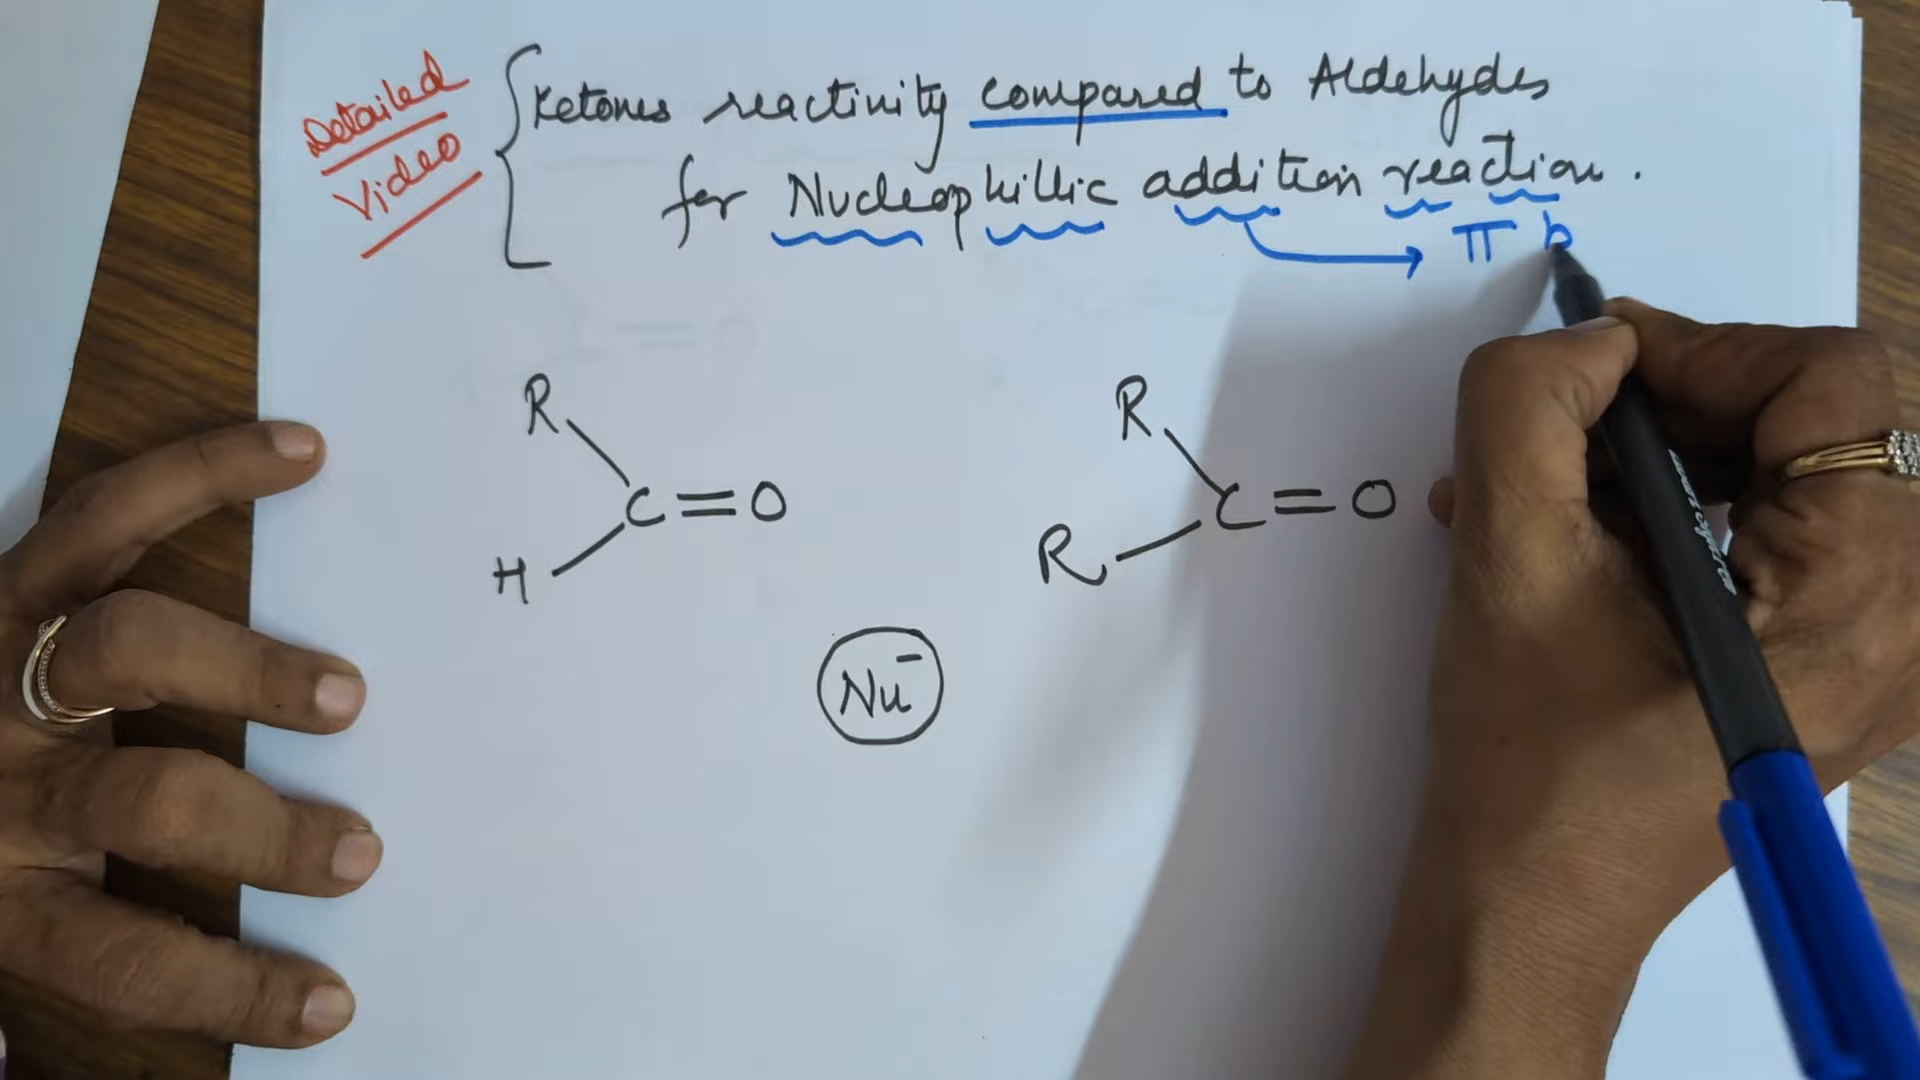 Detailed
Video
Ketones reactivity compared to Aldehydes
for Nucleophillic addition reaction.
π b
R
C=O
H
R
C=O
R
Nu⁻